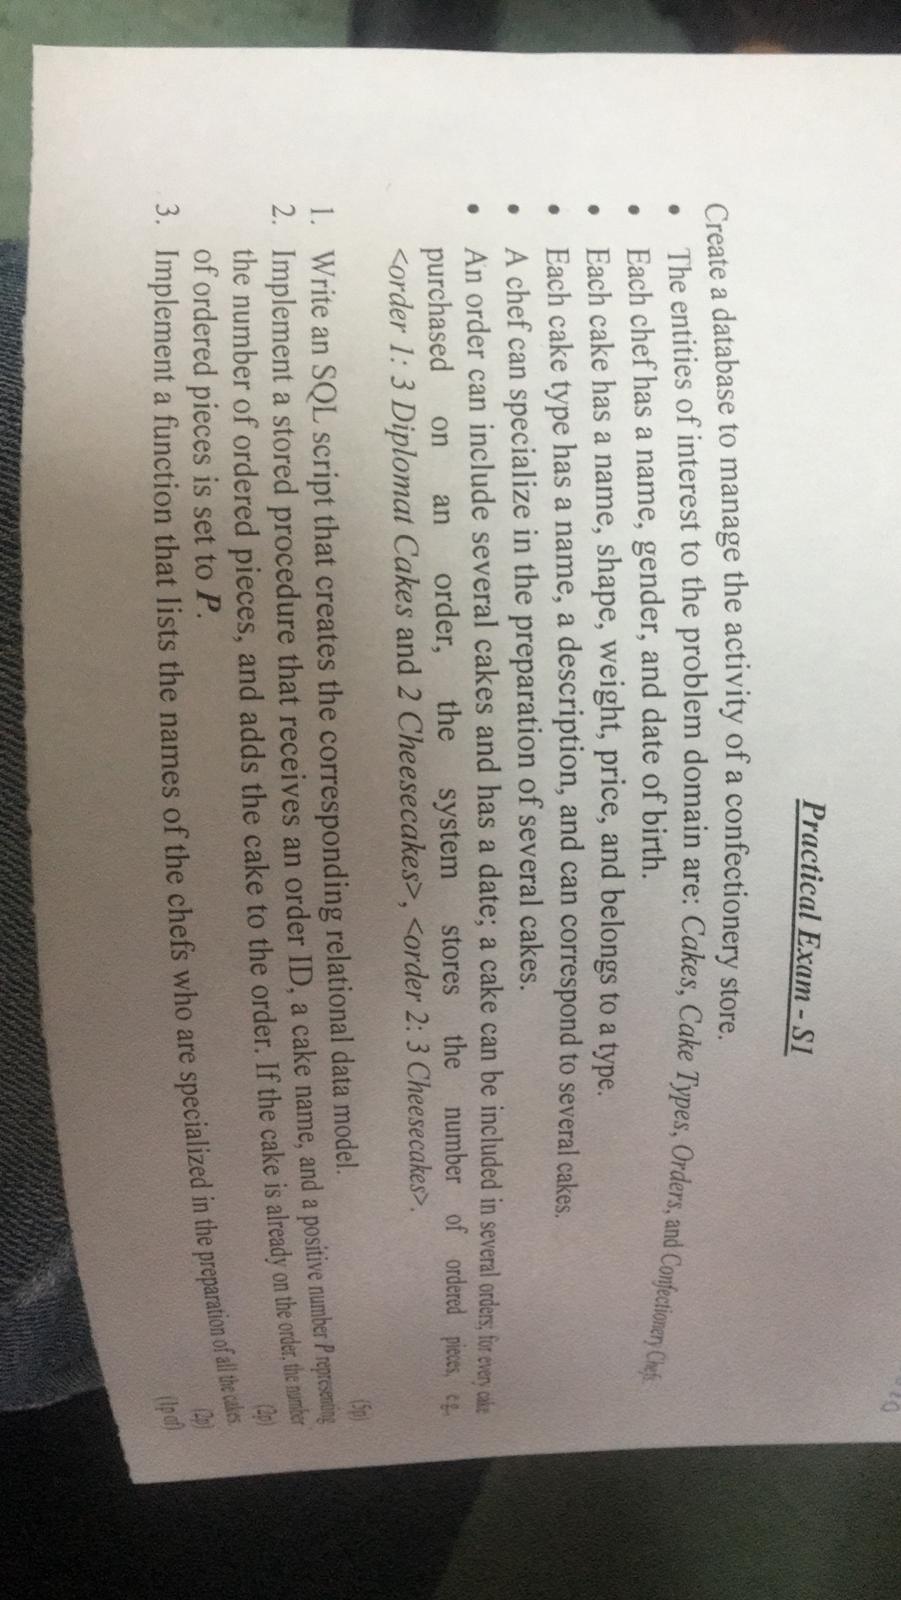 Practical Exam - S1
Create a database to manage the activity of a confectionery store.
• The entities of interest to the problem domain are: Cakes, Cake Types, Orders, and Confectionery Chefs.
• Each chef has a name, gender, and date of birth.
• Each cake has a name, shape, weight, price, and belongs to a type.
• Each cake type has a name, a description, and can correspond to several cakes.
• A chef can specialize in the preparation of several cakes.
• An order can include several cakes and has a date; a cake can be included in several orders; for every cake
purchased on an order, the system stores the number of ordered pieces, e.g.,
<order 1: 3 Diplomat Cakes and 2 Cheesecakes>, <order 2: 3 Cheesecakes>.
1. Write an SQL script that creates the corresponding relational data model. (5p)
2. Implement a stored procedure that receives an order ID, a cake name, and a positive number P representing
the number of ordered pieces, and adds the cake to the order. If the cake is already on the order, the number
of ordered pieces is set to P. (2p)
3. Implement a function that lists the names of the chefs who are specialized in the preparation of all the cakes.
(2p)
(1p of)